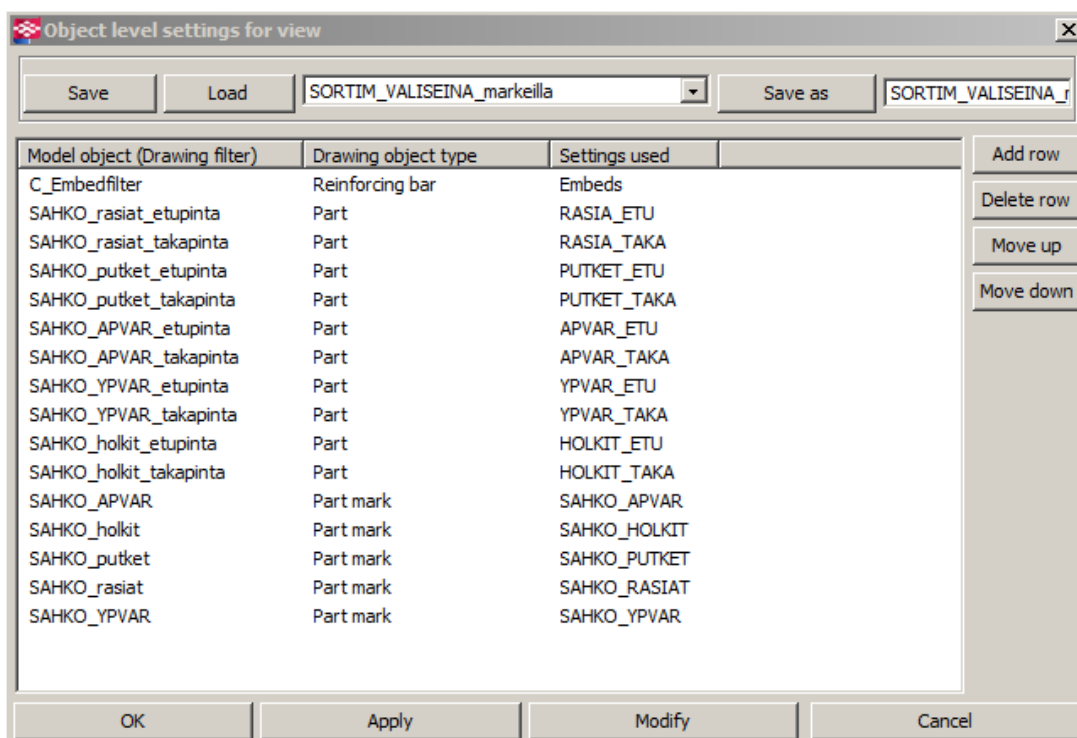 Object level settings for view
Save Load SORTIM_VALISEINA_markeilla Save as SORTIM_VALISEINA_
Model object (Drawing filter) Drawing object type Settings used
C_Embedfilter Reinforcing bar Embeds
SAHKO_rasiat_etupinta Part RASIA_ETU
SAHKO_rasiat_takapinta Part RASIA_TAKA
SAHKO_putket_etupinta Part PUTKET_ETU
SAHKO_putket_takapinta Part PUTKET_TAKA
SAHKO_APVAR_etupinta Part APVAR_ETU
SAHKO_APVAR_takapinta Part APVAR_TAKA
SAHKO_YPVAR_etupinta Part YPVAR_ETU
SAHKO_YPVAR_takapinta Part YPVAR_TAKA
SAHKO_holkit_etupinta Part HOLKIT_ETU
SAHKO_holkit_takapinta Part HOLKIT_TAKA
SAHKO_APVAR Part mark SAHKO_APVAR
SAHKO_holkit Part mark SAHKO_HOLKIT
SAHKO_putket Part mark SAHKO_PUTKET
SAHKO_rasiat Part mark SAHKO_RASIAT
SAHKO_YPVAR Part mark SAHKO_YPVAR
Add row
Delete row
Move up
Move down
OK Apply Modify Cancel